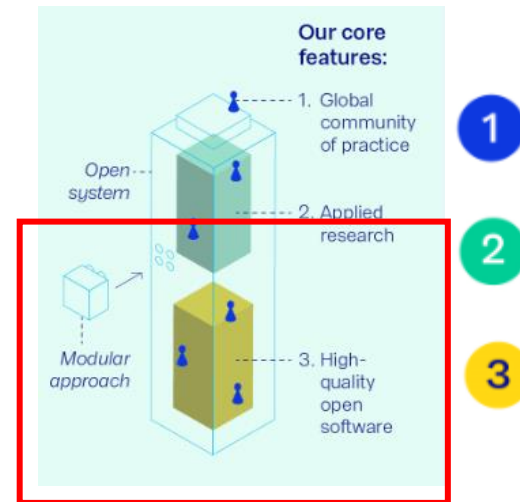 Our core
features:
1. Global
community
of practice
Open
system
2. Applied
research
Modular
approach
3. High-
quality
open
software
1
2
3